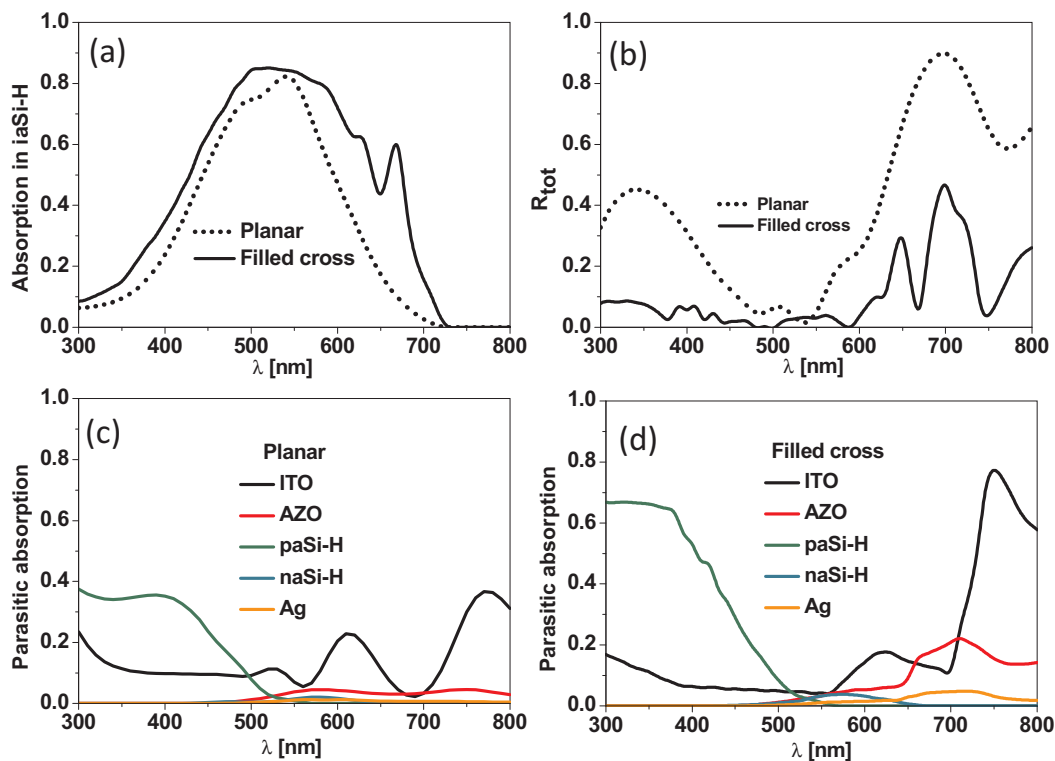 (a)
Absorption in iaSi-H
1.0
0.8
0.6
0.4
0.2
0.0
Planar
Filled cross
300 400 500 600 700 800
λ [nm]
(b)
R_tot
1.0
0.8
0.6
0.4
0.2
0.0
Planar
Filled cross
300 400 500 600 700 800
λ [nm]
(c)
Parasitic absorption
1.0
0.8
0.6
0.4
0.2
0.0
Planar
ITO
AZO
paSi-H
naSi-H
Ag
300 400 500 600 700 800
λ [nm]
(d)
Parasitic absorption
1.0
0.8
0.6
0.4
0.2
0.0
Filled cross
ITO
AZO
paSi-H
naSi-H
Ag
300 400 500 600 700 800
λ [nm]